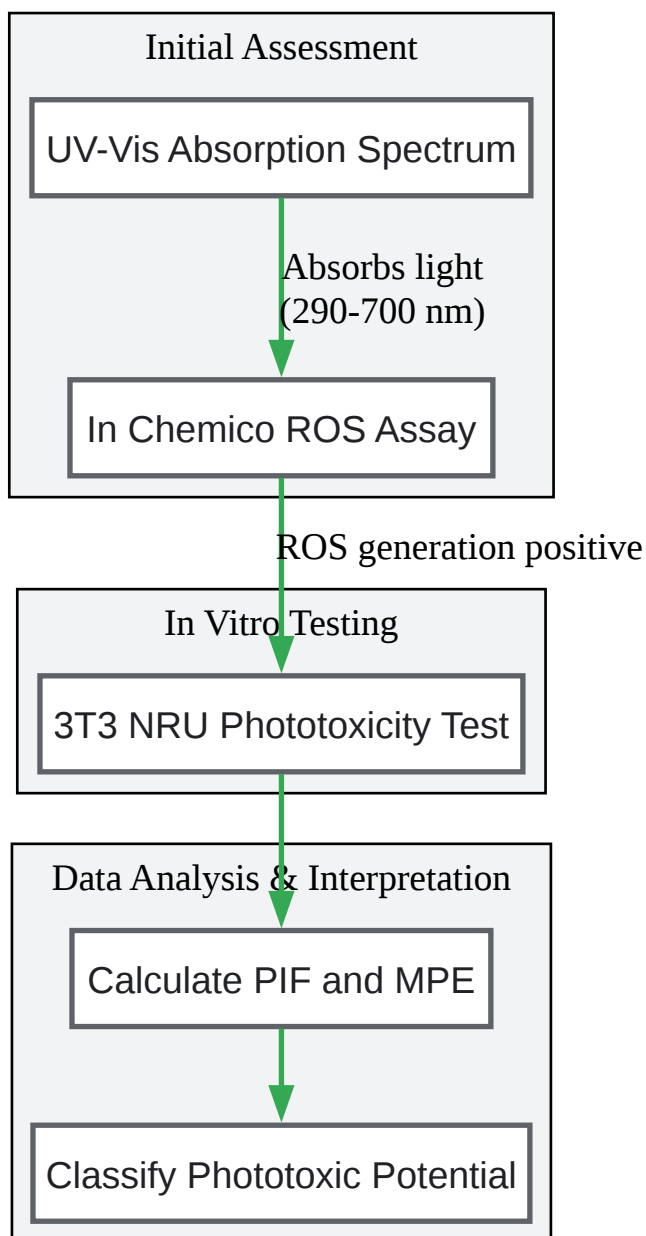 Initial Assessment
UV-Vis Absorption Spectrum
Absorbs light
(290-700 nm)
In Chemico ROS Assay
ROS generation positive
In Vitro Testing
3T3 NRU Phototoxicity Test
Data Analysis & Interpretation
Calculate PIF and MPE
Classify Phototoxic Potential